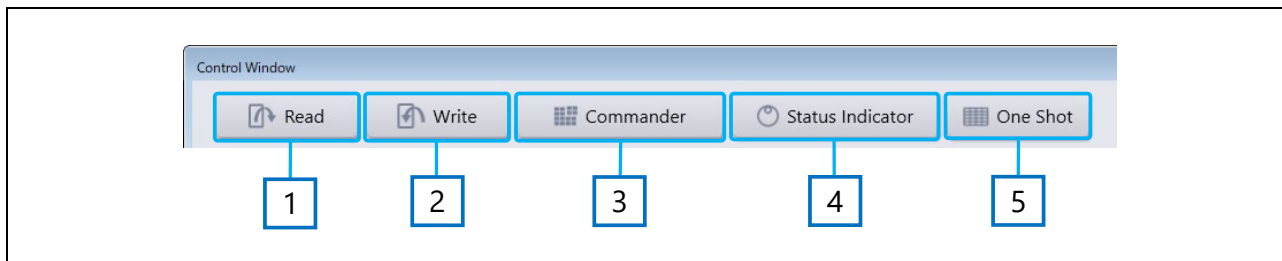 Control Window
Read Write Commander Status Indicator One Shot
1 2 3 4 5